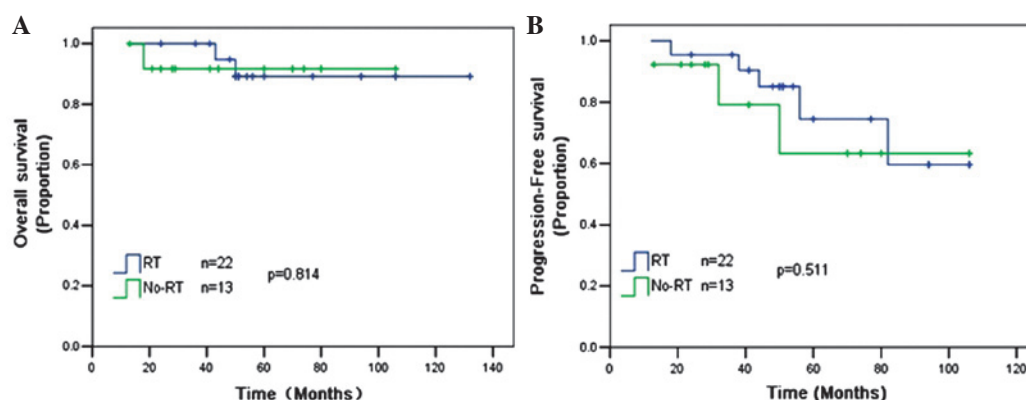 A
Overall survival
(Proportion)
1.0
0.8
0.6
0.4
0.2
0.0
RT n=22
No-RT n=13
p=0.814
0 20 40 60 80 100 120 140
Time (Months)
B
Progression-Free survival
(Proportion)
1.0
0.8
0.6
0.4
0.2
0.0
RT n=22
No-RT n=13
p=0.511
0 20 40 60 80 100 120
Time (Months)